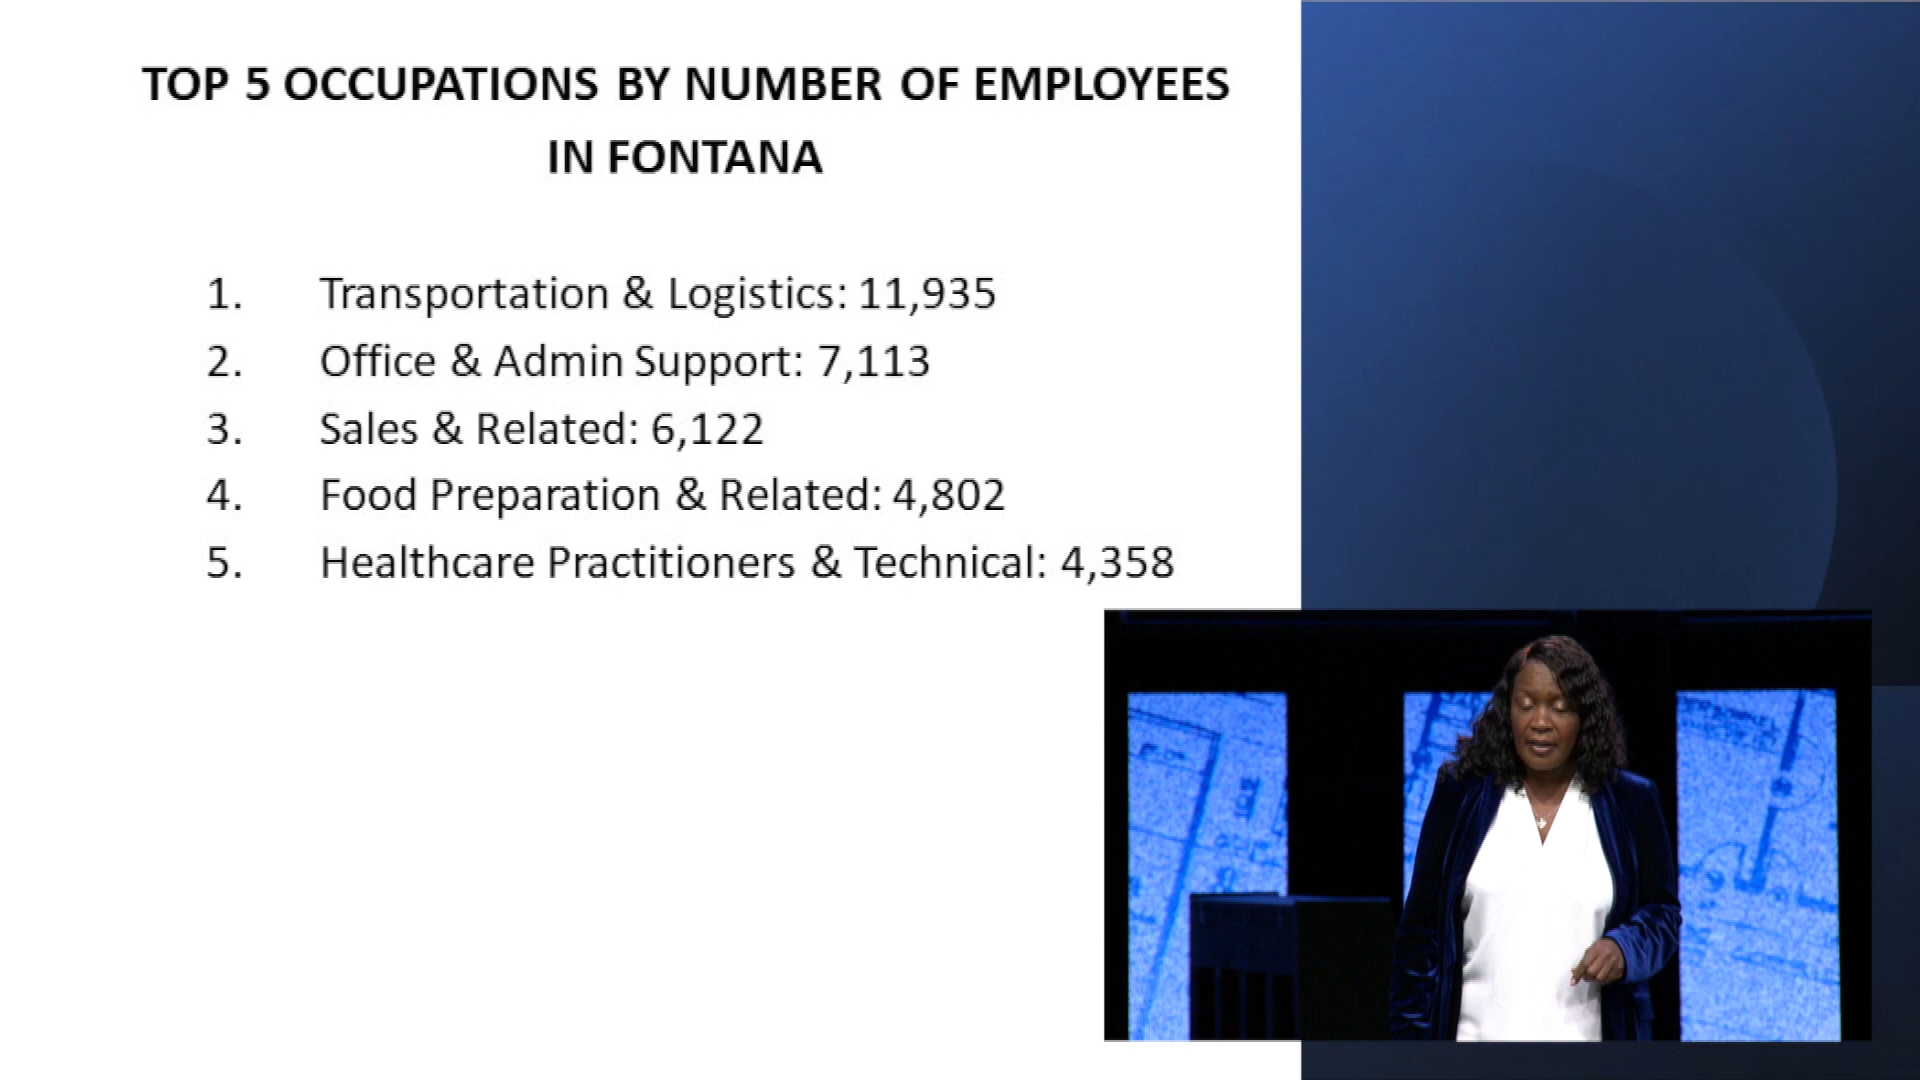 TOP 5 OCCUPATIONS BY NUMBER OF EMPLOYEES
IN FONTANA
1. Transportation & Logistics: 11,935
2. Office & Admin Support: 7,113
3. Sales & Related: 6,122
4. Food Preparation & Related: 4,802
5. Healthcare Practitioners & Technical: 4,358